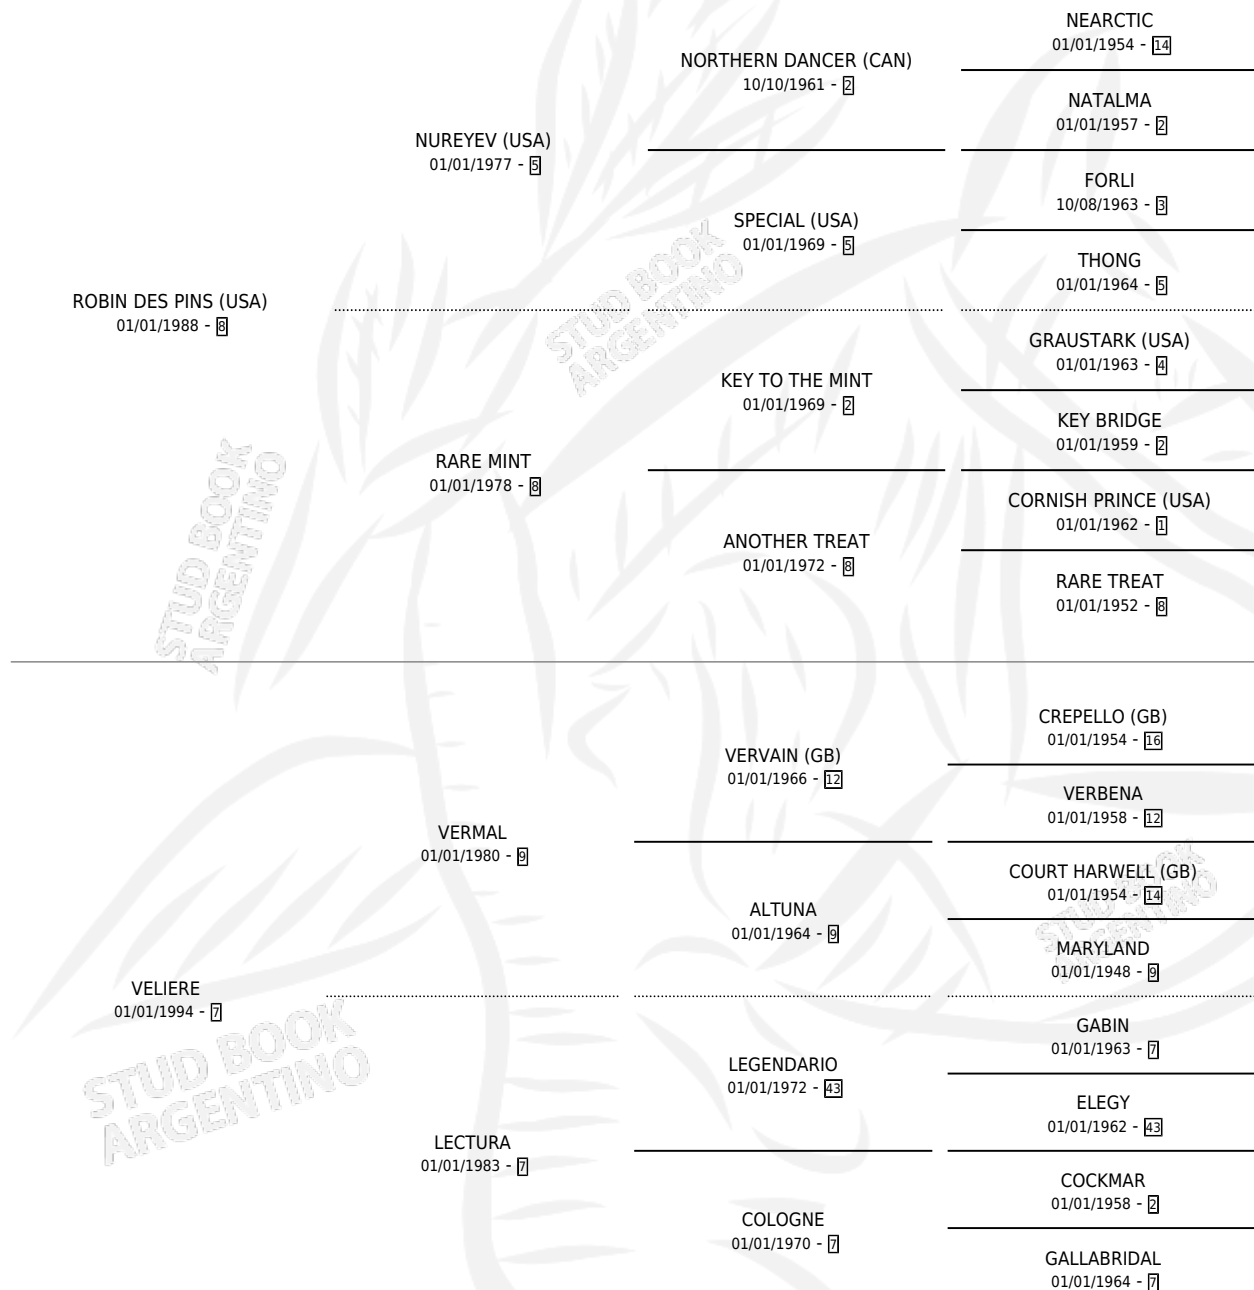 NEARCTIC
01/01/1954 - 14
NORTHERN DANCER (CAN)
10/10/1961 - 2
NATALMA
01/01/1957 - 2
NUREYEV (USA)
01/01/1977 - 5
FORLI
10/08/1963 - 3
SPECIAL (USA)
01/01/1969 - 5
THONG
01/01/1964 - 5
ROBIN DES PINS (USA)
01/01/1988 - 8
GRAUSTARK (USA)
01/01/1963 - 4
KEY TO THE MINT
01/01/1969 - 2
KEY BRIDGE
01/01/1959 - 2
RARE MINT
01/01/1978 - 8
CORNISH PRINCE (USA)
01/01/1962 - 1
ANOTHER TREAT
01/01/1972 - 8
RARE TREAT
01/01/1952 - 8
CREPELLO (GB)
01/01/1954 - 16
VERVAIN (GB)
01/01/1966 - 12
VERBENA
01/01/1958 - 12
VERMAL
01/01/1980 - 9
COURT HARWELL (GB)
01/01/1954 - 14
ALTUNA
01/01/1964 - 9
MARYLAND
01/01/1948 - 9
VELIERE
01/01/1994 - 7
GABIN
01/01/1963 - 7
LEGENDARIO
01/01/1972 - 43
ELEGY
01/01/1962 - 43
LECTURA
01/01/1983 - 7
COCKMAR
01/01/1958 - 2
COLOGNE
01/01/1970 - 7
GALLABRIDAL
01/01/1964 - 7
STUD BOOK
ARGENTINO
STUD BOOK
ARGENTINO
STUD BOOK
ARGENTINO
STUD BOOK
ARGENTINO